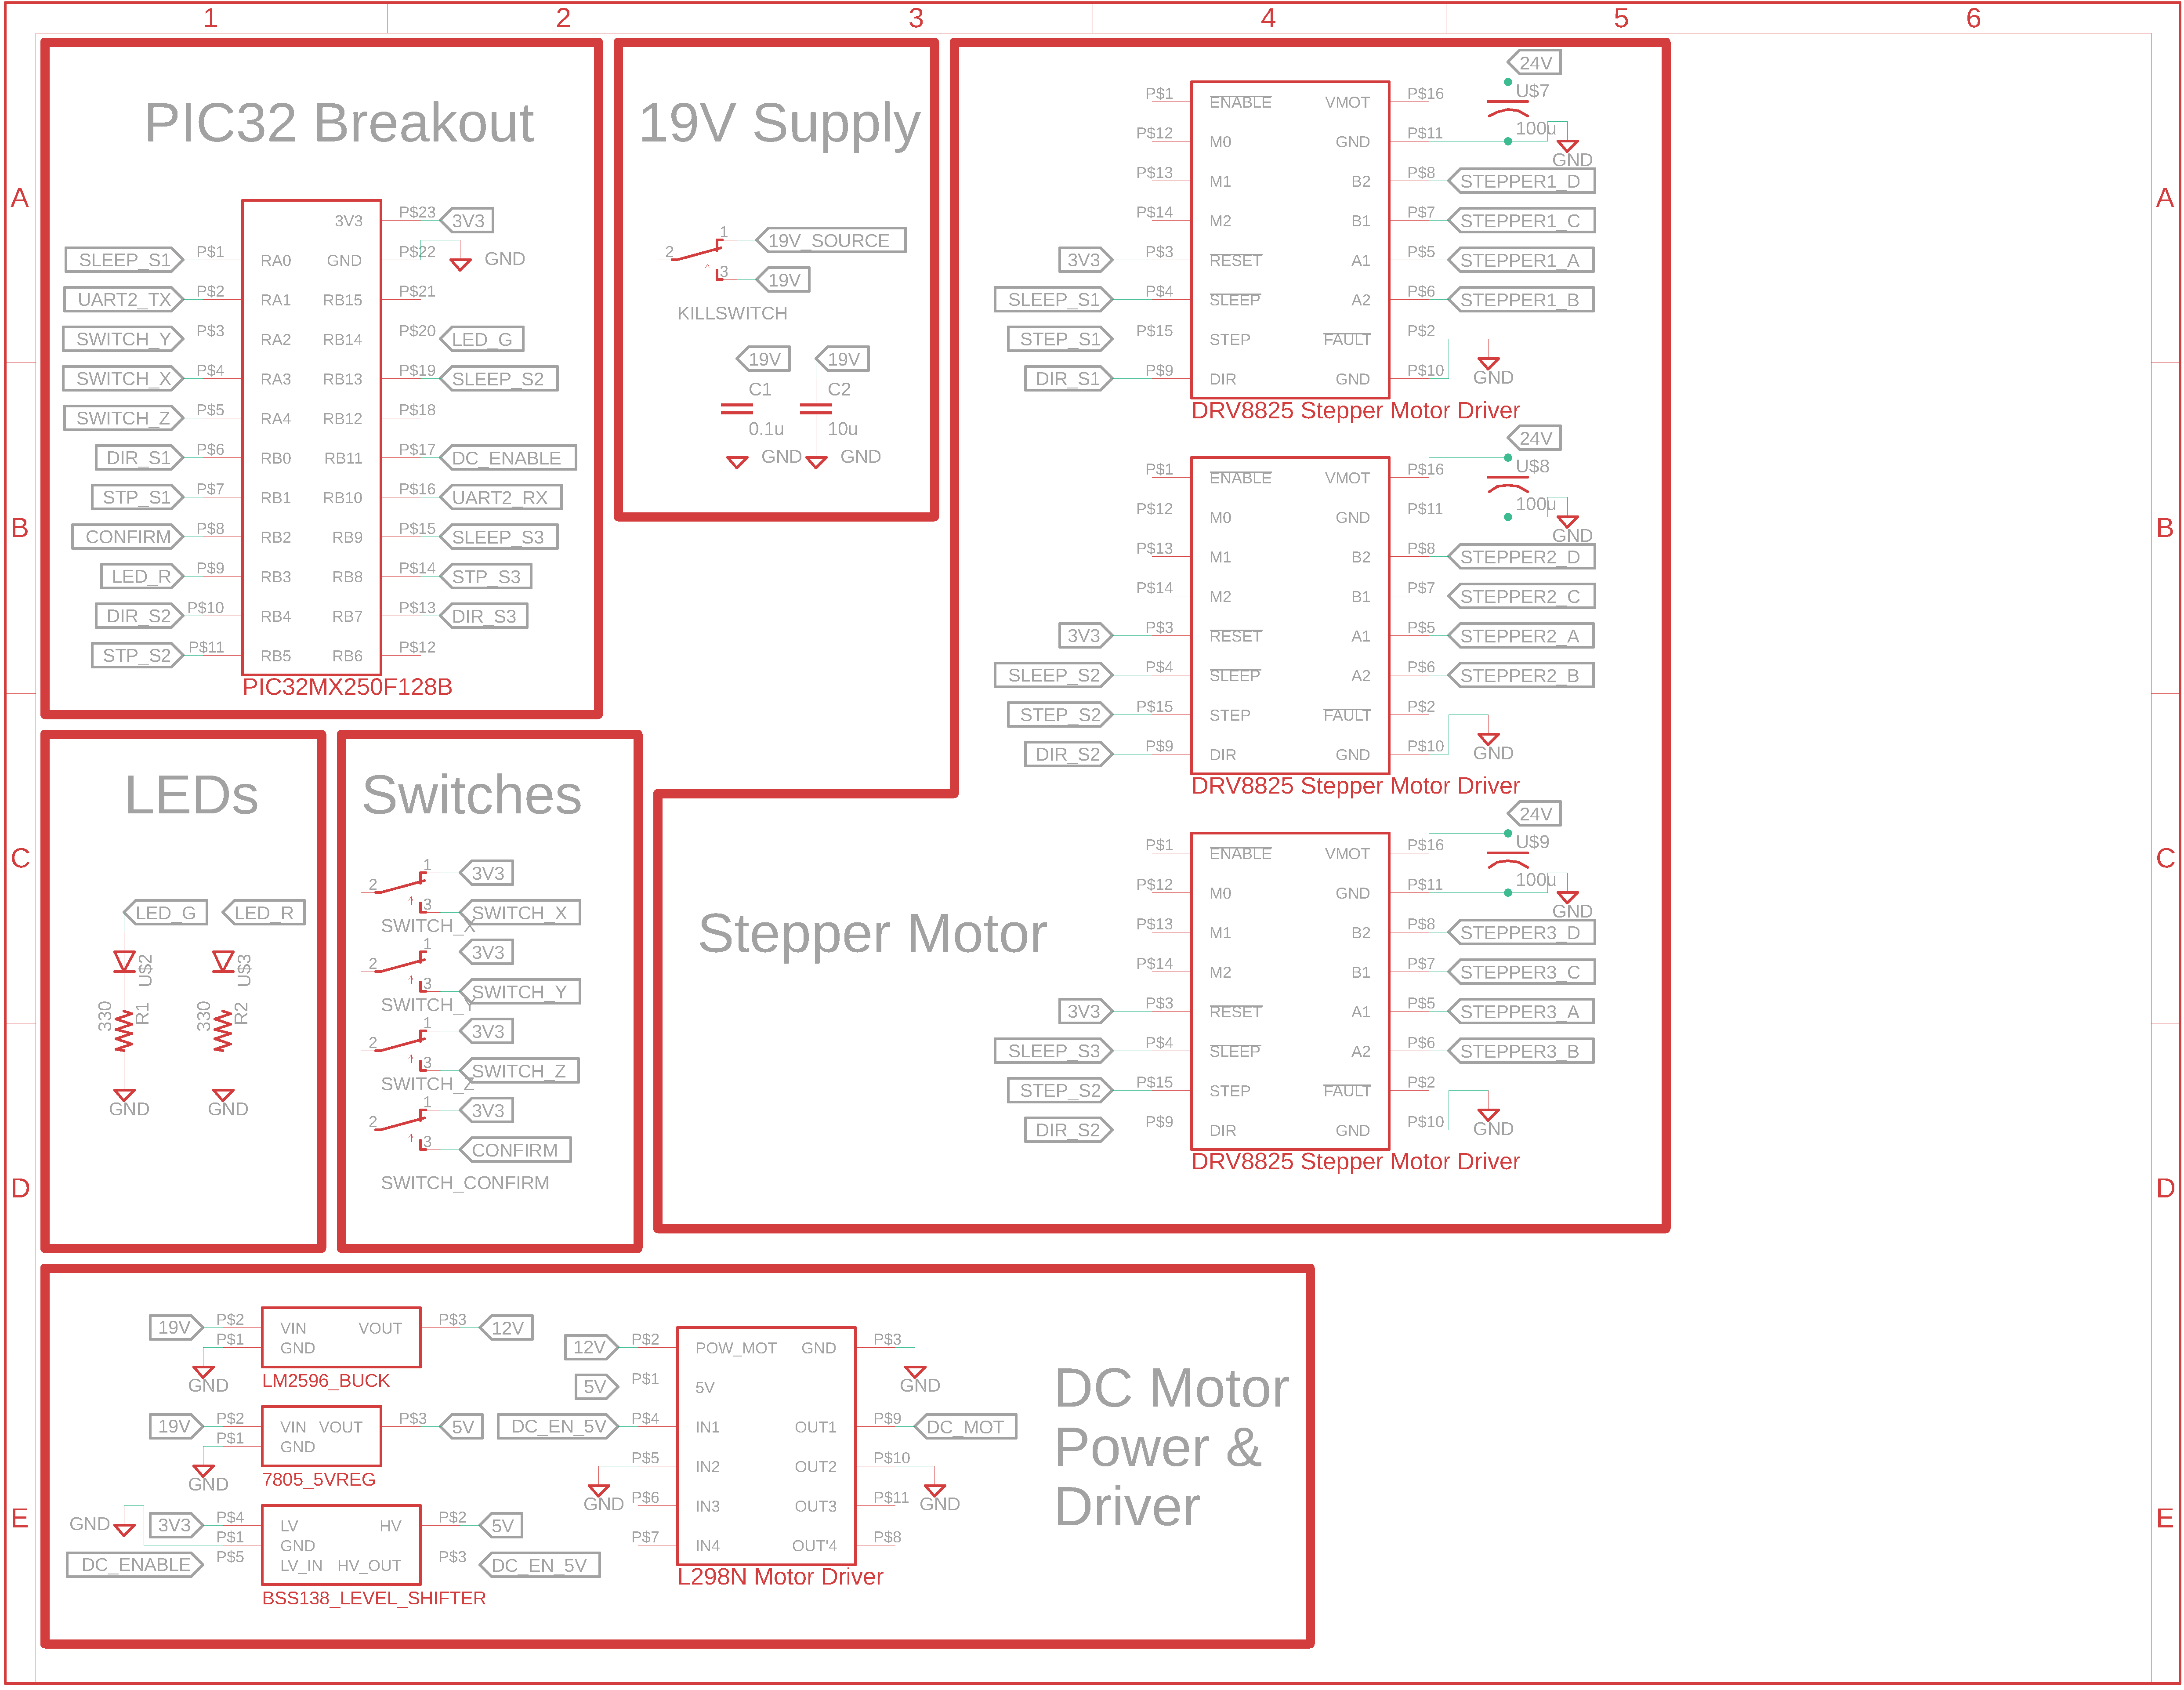 1 2 3 4 5 6
A
B
C
D
E
A
B
C
D
E
PIC32 Breakout
3V3 P$23 3V3
SLEEP_S1 P$1 RA0 GND P$22 GND
UART2_TX P$2 RA1 RB15 P$21
SWITCH_Y P$3 RA2 RB14 P$20 LED_G
SWITCH_X P$4 RA3 RB13 P$19 SLEEP_S2
SWITCH_Z P$5 RA4 RB12 P$18
DIR_S1 P$6 RB0 RB11 P$17 DC_ENABLE
STP_S1 P$7 RB1 RB10 P$16 UART2_RX
CONFIRM P$8 RB2 RB9 P$15 SLEEP_S3
LED_R P$9 RB3 RB8 P$14 STP_S3
DIR_S2 P$10 RB4 RB7 P$13 DIR_S3
STP_S2 P$11 RB5 RB6 P$12
PIC32MX250F128B
19V Supply
1 19V_SOURCE
2
3 19V
KILLSWITCH
19V 19V
C1 C2
0.1u 10u
GND GND
24V
P$1 ENABLE VMOT P$16 U$7
P$12 M0 GND P$11 100u
GND
P$13 M1 B2 P$8 STEPPER1_D
P$14 M2 B1 P$7 STEPPER1_C
3V3 P$3 RESET A1 P$5 STEPPER1_A
SLEEP_S1 P$4 SLEEP A2 P$6 STEPPER1_B
STEP_S1 P$15 STEP FAULT P$2
DIR_S1 P$9 DIR GND P$10 GND
DRV8825 Stepper Motor Driver
24V
P$1 ENABLE VMOT P$16 U$8
P$12 M0 GND P$11 100u
GND
P$13 M1 B2 P$8 STEPPER2_D
P$14 M2 B1 P$7 STEPPER2_C
3V3 P$3 RESET A1 P$5 STEPPER2_A
SLEEP_S2 P$4 SLEEP A2 P$6 STEPPER2_B
STEP_S2 P$15 STEP FAULT P$2
DIR_S2 P$9 DIR GND P$10 GND
DRV8825 Stepper Motor Driver
24V
P$1 ENABLE VMOT P$16 U$9
P$12 M0 GND P$11 100u
GND
P$13 M1 B2 P$8 STEPPER3_D
P$14 M2 B1 P$7 STEPPER3_C
3V3 P$3 RESET A1 P$5 STEPPER3_A
SLEEP_S3 P$4 SLEEP A2 P$6 STEPPER3_B
STEP_S2 P$15 STEP FAULT P$2
DIR_S2 P$9 DIR GND P$10 GND
DRV8825 Stepper Motor Driver
Stepper Motor
LEDs
LED_G LED_R
U$2 U$3
330 R1 330 R2
GND GND
Switches
1 3V3
2
3 SWITCH_X
SWITCH_X
1 3V3
2
3 SWITCH_Y
SWITCH_Y
1 3V3
2
3 SWITCH_Z
SWITCH_Z
1 3V3
2
3 CONFIRM
SWITCH_CONFIRM
19V P$2 VIN VOUT P$3 12V
P$1 GND
GND
LM2596_BUCK
19V P$2 VIN VOUT P$3 5V
P$1 GND
GND
7805_5VREG
GND 3V3 P$4 LV HV P$2 5V
P$1 GND
DC_ENABLE P$5 LV_IN HV_OUT P$3 DC_EN_5V
BSS138_LEVEL_SHIFTER
12V P$2 POW_MOT GND P$3
GND
5V P$1 5V
DC_EN_5V P$4 IN1 OUT1 P$9 DC_MOT
P$5 IN2 OUT2 P$10
GND P$6 IN3 OUT3 P$11 GND
P$7 IN4 OUT'4 P$8
L298N Motor Driver
DC Motor
Power &
Driver